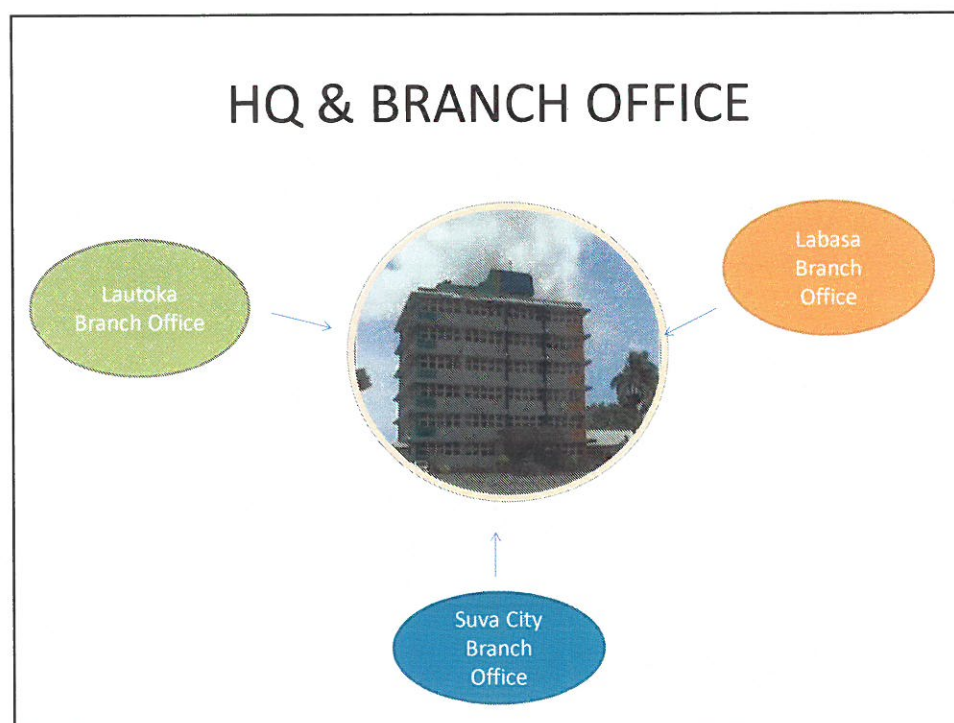 HQ & BRANCH OFFICE
Lautoka
Branch Office
Labasa
Branch
Office
Suva City
Branch
Office